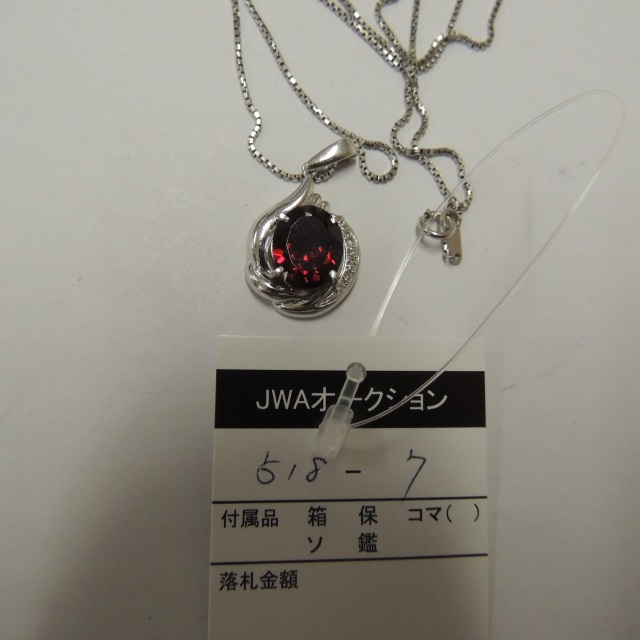 JWAオークション
518-7
付属品 箱 保 コマ( )
ソ 鑑
落札金額